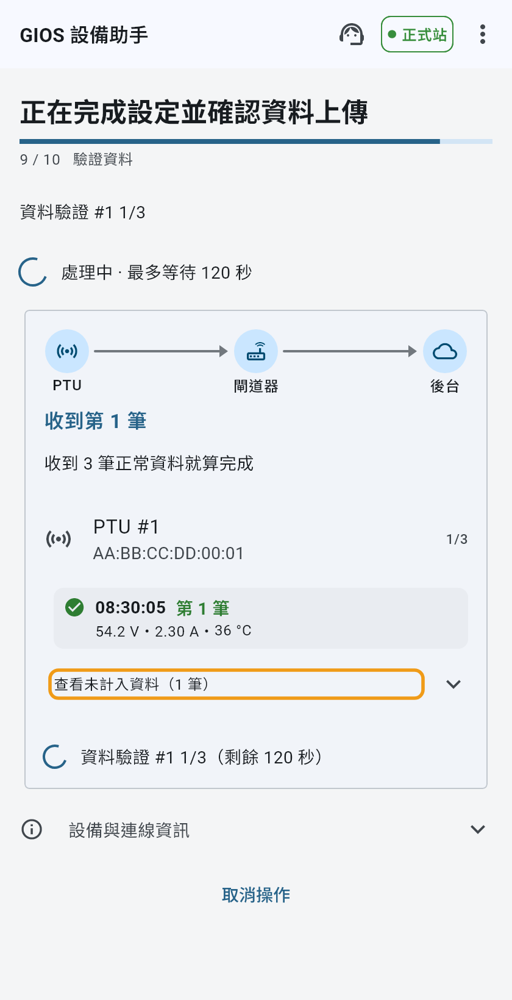 GIOS 設備助手
正式站
正在完成設定並確認資料上傳
9 / 10 驗證資料
資料驗證 #1 1/3
處理中 · 最多等待 120 秒
PTU
閘道器
後台
收到第 1 筆
收到 3 筆正常資料就算完成
PTU #1
1/3
AA:BB:CC:DD:00:01
08:30:05 第 1 筆
54.2 V • 2.30 A • 36 °C
查看未計入資料（1 筆）
資料驗證 #1 1/3（剩餘 120 秒）
設備與連線資訊
取消操作